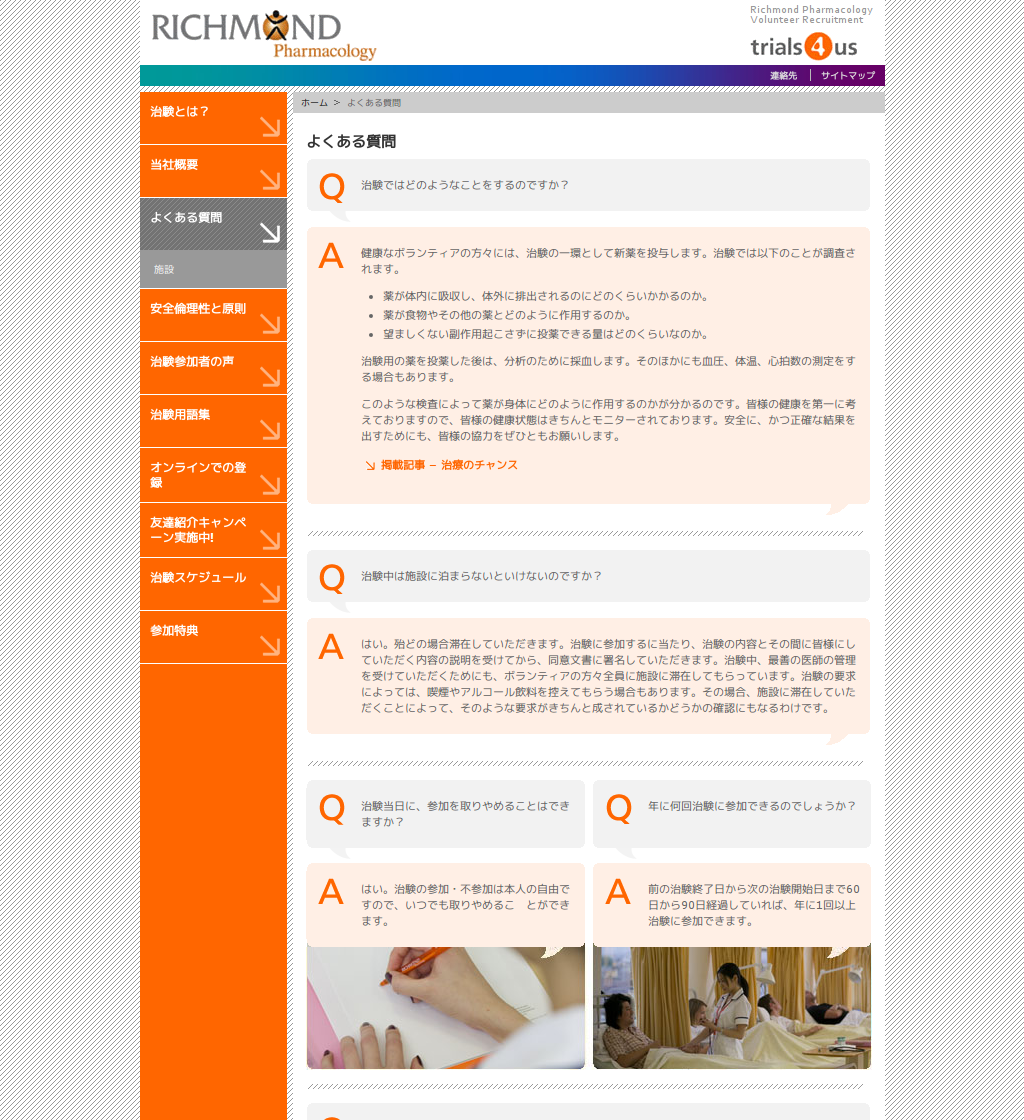 RICHMOND
Pharmacology
Richmond Pharmacology
Volunteer Recruitment
trials4us
連絡先 | サイトマップ
治験とは？
当社概要
よくある質問
施設
安全倫理性と原則
治験参加者の声
治験用語集
オンラインでの登
録
友達紹介キャンペ
ーン実施中!
治験スケジュール
参加特典
ホーム > よくある質問
よくある質問
Q 治験ではどのようなことをするのですか？
A 健康なボランティアの方々には、治験の一環として新薬を投与します。治験では以下のことが調査さ
れます。
• 薬が体内に吸収し、体外に排出されるのにどのくらいかかるのか。
• 薬が食物やその他の薬とどのように作用するのか。
• 望ましくない副作用起こさずに投薬できる量はどのくらいなのか。
治験用の薬を投薬した後は、分析のために採血します。そのほかにも血圧、体温、心拍数の測定をす
る場合もあります。
このような検査によって薬が身体にどのように作用するのかが分かるのです。皆様の健康を第一に考
えておりますので、皆様の健康状態はきちんとモニターされております。安全に、かつ正確な結果を
出すためにも、皆様の協力をぜひともお願いします。
掲載記事 – 治療のチャンス
Q 治験中は施設に泊まらないといけないのですか？
A はい。殆どの場合滞在していただきます。治験に参加するに当たり、治験の内容とその間に皆様にし
ていただく内容の説明を受けてから、同意文書に署名していただきます。治験中、最善の医師の管理
を受けていただくためにも、ボランティアの方々全員に施設に滞在してもらっています。治験の要求
によっては、喫煙やアルコール飲料を控えてもらう場合もあります。その場合、施設に滞在していた
だくことによって、そのような要求がきちんと成されているかどうかの確認にもなるわけです。
Q 治験当日に、参加を取りやめることはでき
ますか？
A はい。治験の参加・不参加は本人の自由で
すので、いつでも取りやめるこ　とができ
ます。
Q 年に何回治験に参加できるのでしょうか？
A 前の治験終了日から次の治験開始日まで60
日から90日経過していれば、年に1回以上
治験に参加できます。